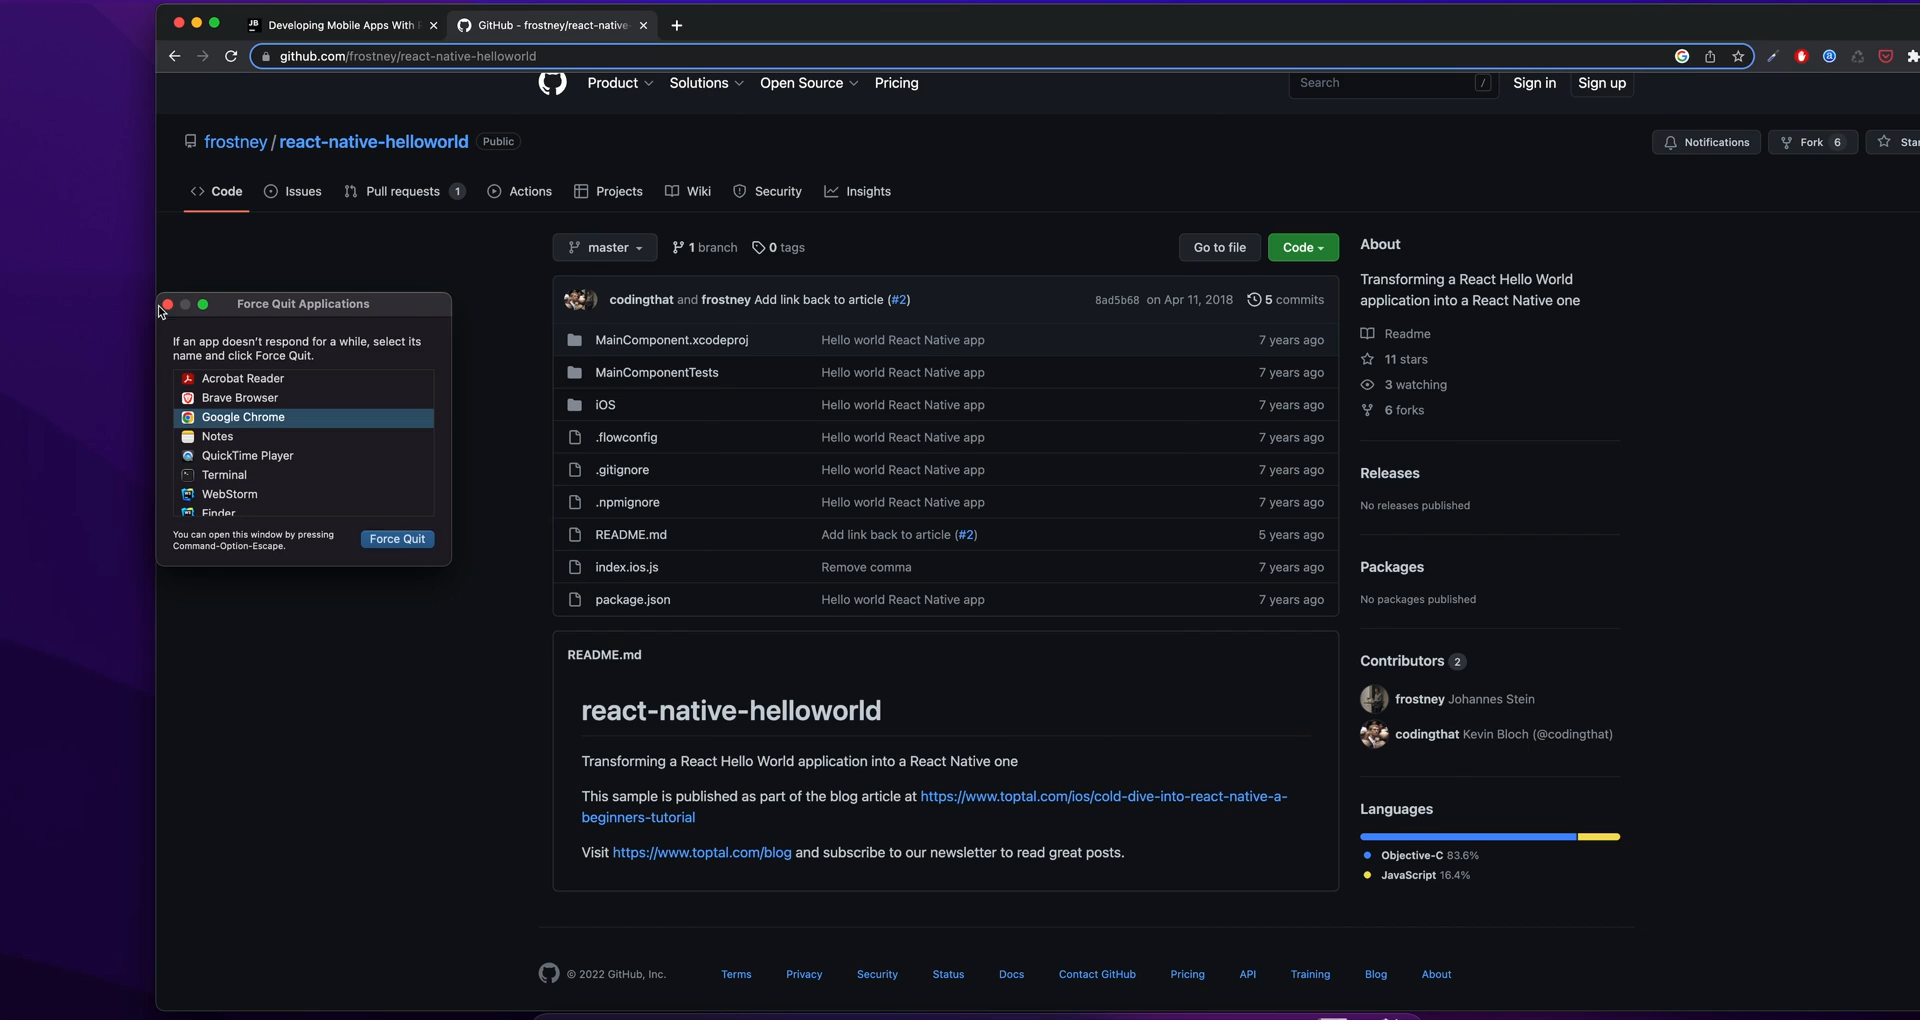 JB Developing Mobile Apps With
GitHub - frostney/react-native-
github.com/frostney/react-native-helloworld
Product Solutions Open Source Pricing
Search /
Sign in Sign up
frostney / react-native-helloworld Public
Notifications Fork 6
Code Issues Pull requests 1 Actions Projects Wiki Security Insights
master 1 branch 0 tags
Go to file Code
codingthat and frostney Add link back to article (#2) 8ad5b68 on Apr 11, 2018 5 commits
MainComponent.xcodeproj Hello world React Native app 7 years ago
MainComponentTests Hello world React Native app 7 years ago
iOS Hello world React Native app 7 years ago
.flowconfig Hello world React Native app 7 years ago
.gitignore Hello world React Native app 7 years ago
.npmignore Hello world React Native app 7 years ago
README.md Add link back to article (#2) 5 years ago
index.ios.js Remove comma 7 years ago
package.json Hello world React Native app 7 years ago
README.md
react-native-helloworld
Transforming a React Hello World application into a React Native one
This sample is published as part of the blog article at https://www.toptal.com/ios/cold-dive-into-react-native-a-
beginners-tutorial
Visit https://www.toptal.com/blog and subscribe to our newsletter to read great posts.
About
Transforming a React Hello World
application into a React Native one
Readme
11 stars
3 watching
6 forks
Releases
No releases published
Packages
No packages published
Contributors 2
frostney Johannes Stein
codingthat Kevin Bloch (@codingthat)
Languages
Objective-C 83.6%
JavaScript 16.4%
Force Quit Applications
If an app doesn't respond for a while, select its
name and click Force Quit.
Acrobat Reader
Brave Browser
Google Chrome
Notes
QuickTime Player
Terminal
WebStorm
Finder
You can open this window by pressing
Command-Option-Escape.
Force Quit
© 2022 GitHub, Inc. Terms Privacy Security Status Docs Contact GitHub Pricing API Training Blog About